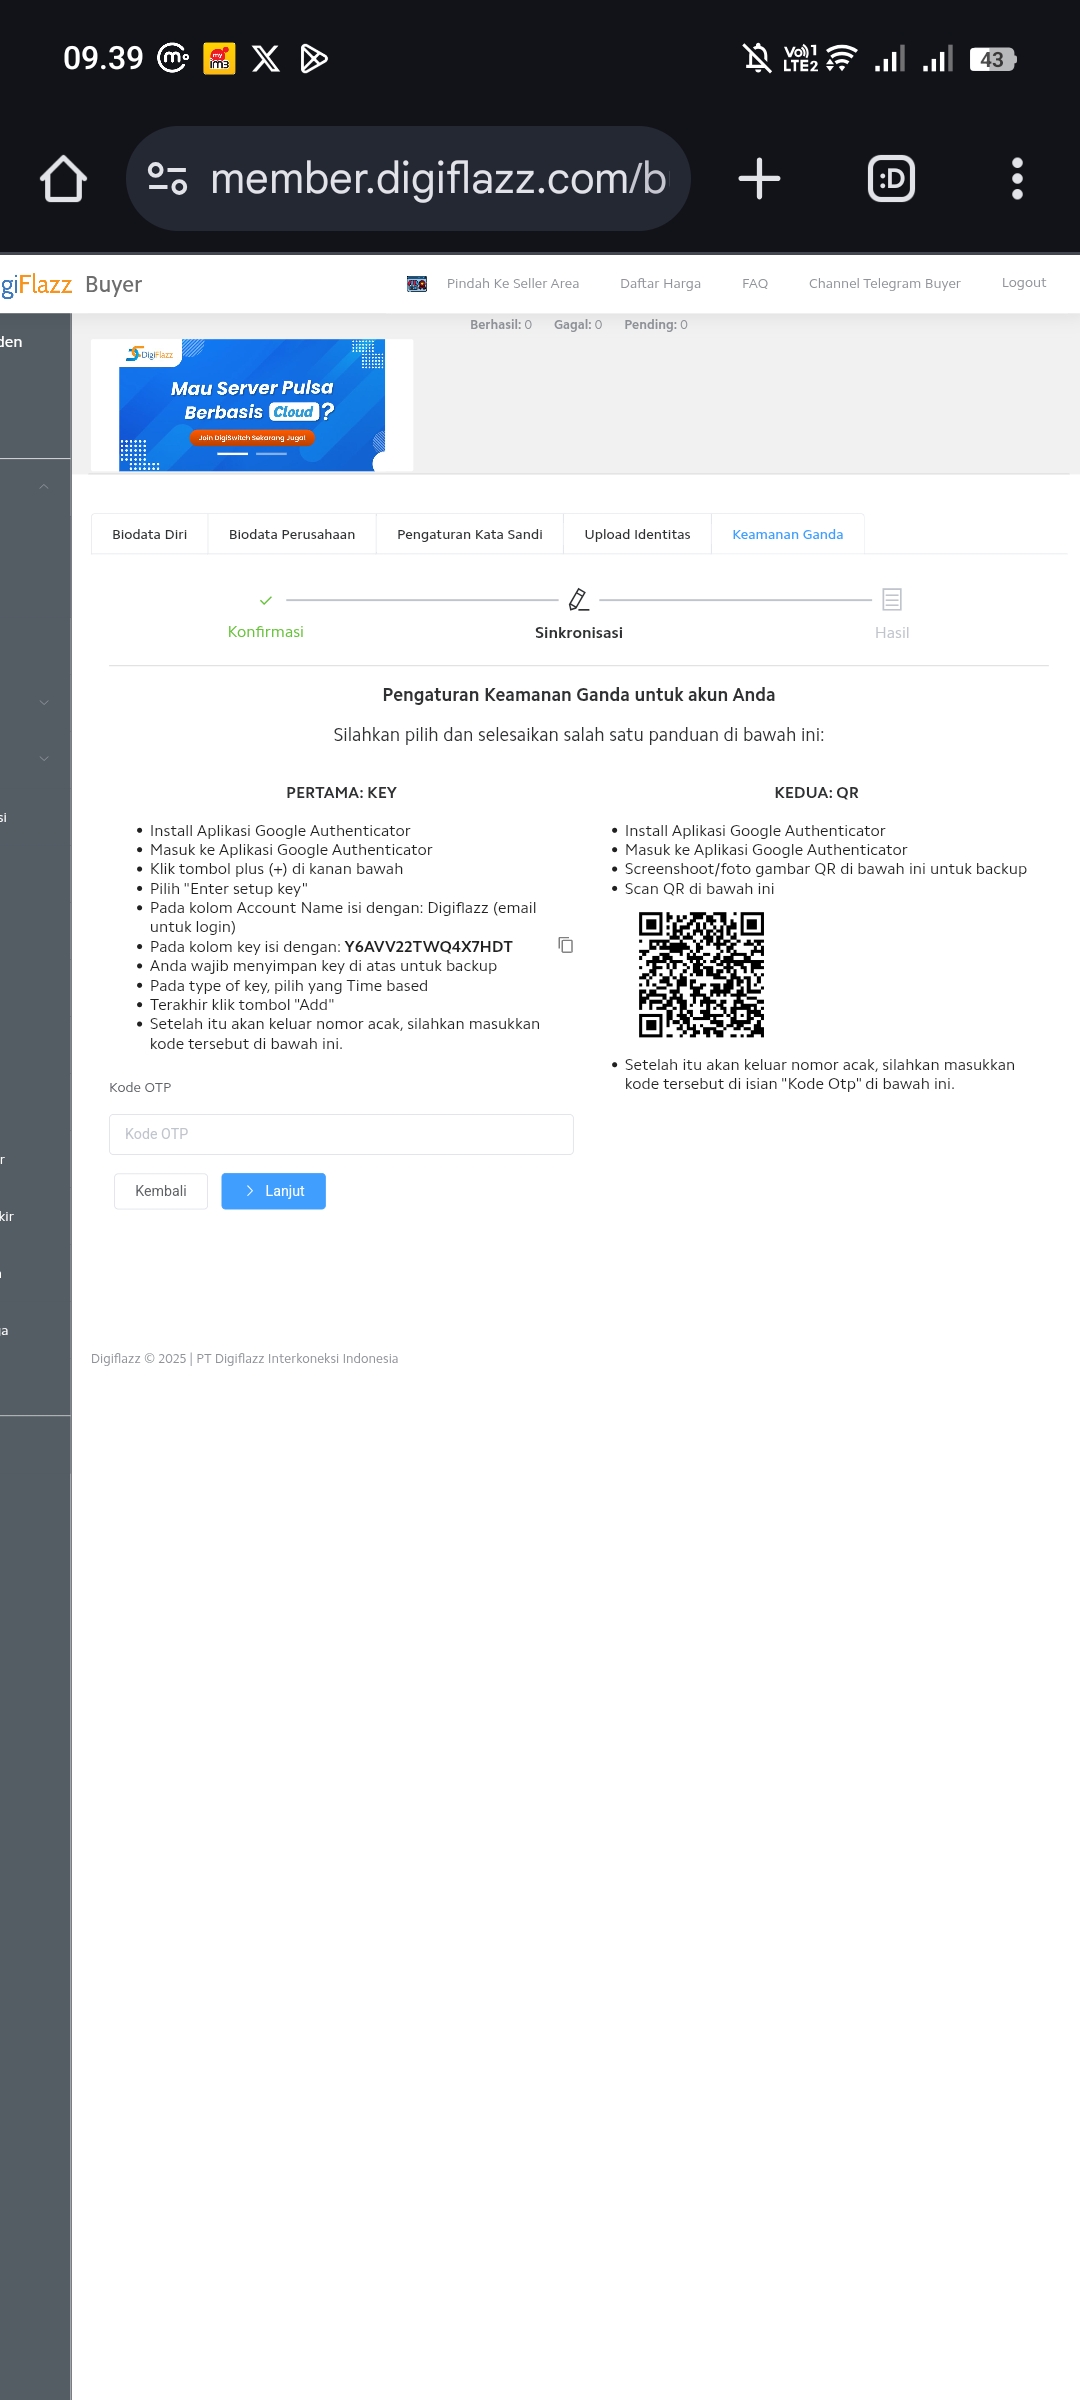 09.39
VoLTE 1
LTE2
43
member.digiflazz.com/b
giFlazz Buyer
Pindah Ke Seller Area
Daftar Harga
FAQ
Channel Telegram Buyer
Logout
Berhasil: 0 Gagal: 0 Pending: 0
den
DigiFlazz
Mau Server Pulsa
Berbasis Cloud?
Join DigiSwitch Sekarang Juga!
Biodata Diri
Biodata Perusahaan
Pengaturan Kata Sandi
Upload Identitas
Keamanan Ganda
Konfirmasi
Sinkronisasi
Hasil
Pengaturan Keamanan Ganda untuk akun Anda
Silahkan pilih dan selesaikan salah satu panduan di bawah ini:
PERTAMA: KEY
• Install Aplikasi Google Authenticator
• Masuk ke Aplikasi Google Authenticator
• Klik tombol plus (+) di kanan bawah
• Pilih "Enter setup key"
• Pada kolom Account Name isi dengan: Digiflazz (email
untuk login)
• Pada kolom key isi dengan: Y6AVV22TWQ4X7HDT
• Anda wajib menyimpan key di atas untuk backup
• Pada type of key, pilih yang Time based
• Terakhir klik tombol "Add"
• Setelah itu akan keluar nomor acak, silahkan masukkan
kode tersebut di bawah ini.
KEDUA: QR
• Install Aplikasi Google Authenticator
• Masuk ke Aplikasi Google Authenticator
• Screenshoot/foto gambar QR di bawah ini untuk backup
• Scan QR di bawah ini
• Setelah itu akan keluar nomor acak, silahkan masukkan
kode tersebut di isian "Kode Otp" di bawah ini.
Kode OTP
Kode OTP
Kembali
Lanjut
si
r
kir
ga
Digiflazz © 2025 | PT Digiflazz Interkoneksi Indonesia